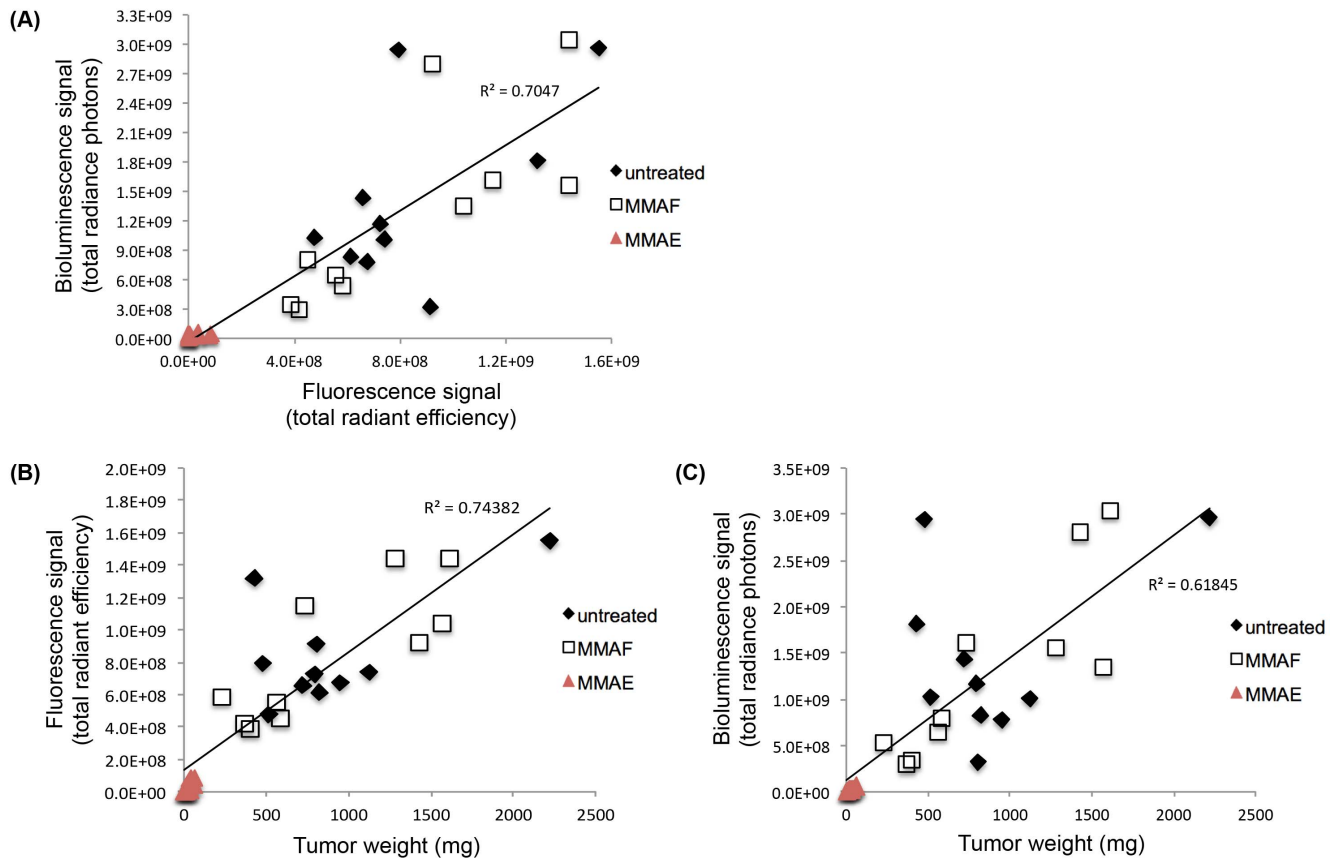 (A)
Bioluminescence signal
(total radiance photons)
3.3E+09
3.0E+09
2.7E+09
2.4E+09
2.1E+09
1.8E+09
1.5E+09
1.2E+09
9.0E+08
6.0E+08
3.0E+08
0.0E+00
R² = 0.7047
untreated
MMAF
MMAE
0.0E+00 4.0E+08 8.0E+08 1.2E+09 1.6E+09
Fluorescence signal
(total radiant efficiency)
(B)
Fluorescence signal
(total radiant efficiency)
2.0E+09
1.8E+09
1.6E+09
1.4E+09
1.2E+09
1.0E+09
8.0E+08
6.0E+08
4.0E+08
2.0E+08
0.0E+00
R² = 0.74382
untreated
MMAF
MMAE
0 500 1000 1500 2000 2500
Tumor weight (mg)
(C)
Bioluminescence signal
(total radiance photons)
3.5E+09
3.0E+09
2.5E+09
2.0E+09
1.5E+09
1.0E+09
5.0E+08
0.0E+00
R² = 0.61845
untreated
MMAF
MMAE
0 500 1000 1500 2000 2500
Tumor weight (mg)